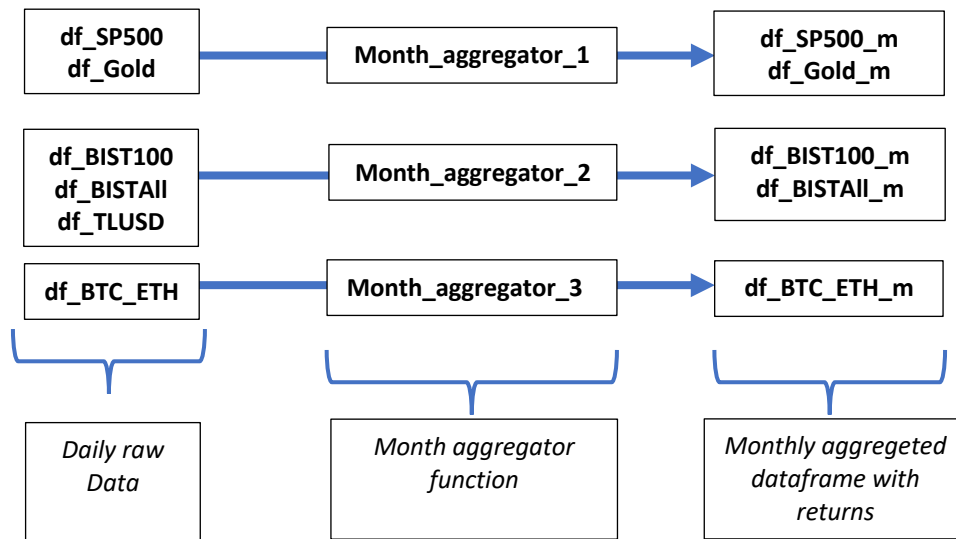 df_SP500
df_Gold
Month_aggregator_1
df_SP500_m
df_Gold_m
df_BIST100
df_BISTAll
df_TLUSD
Month_aggregator_2
df_BIST100_m
df_BISTAll_m
df_BTC_ETH
Month_aggregator_3
df_BTC_ETH_m
Daily raw
Data
Month aggregator
function
Monthly aggregeted
dataframe with
returns